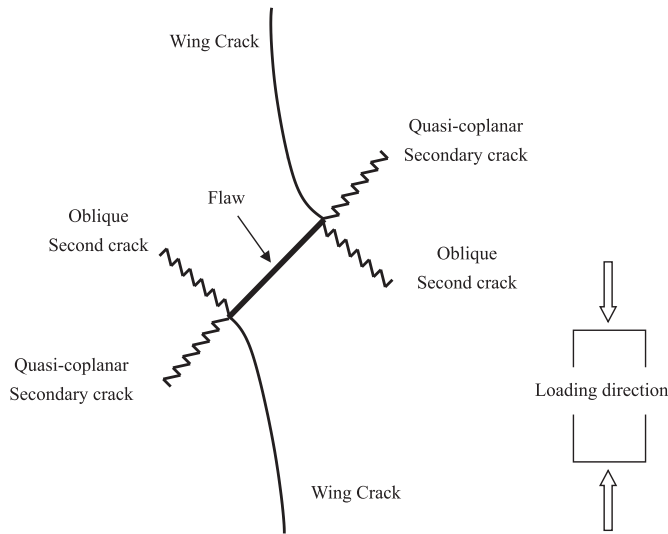 Wing Crack
Quasi-coplanar
Secondary crack
Flaw
Oblique
Second crack
Oblique
Second crack
Quasi-coplanar
Secondary crack
Loading direction
Wing Crack